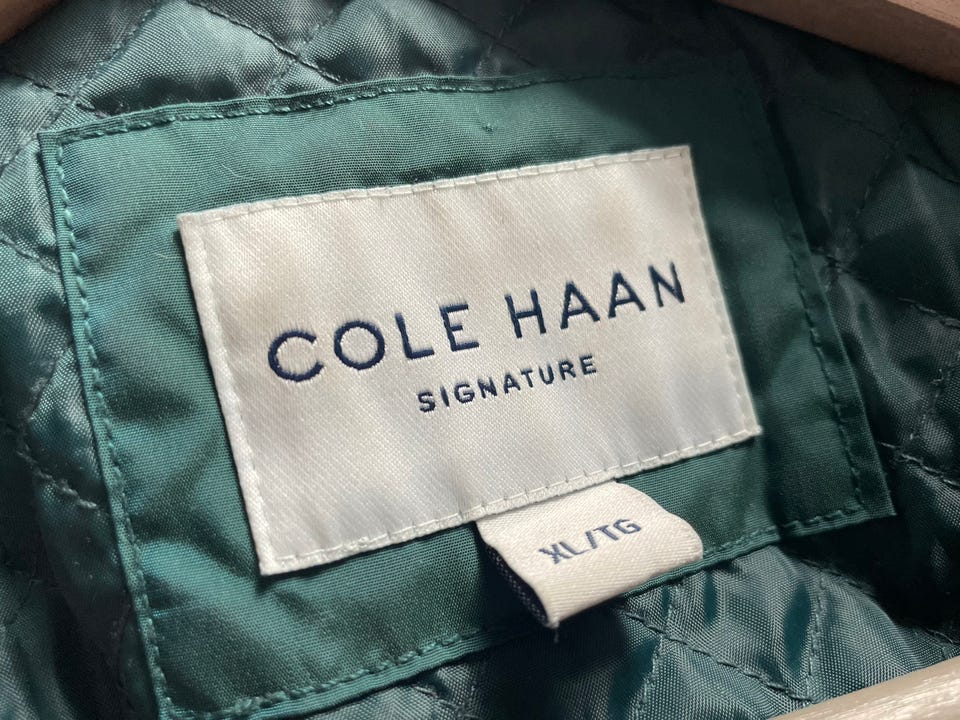 COLE HAAN
SIGNATURE
XL/TG